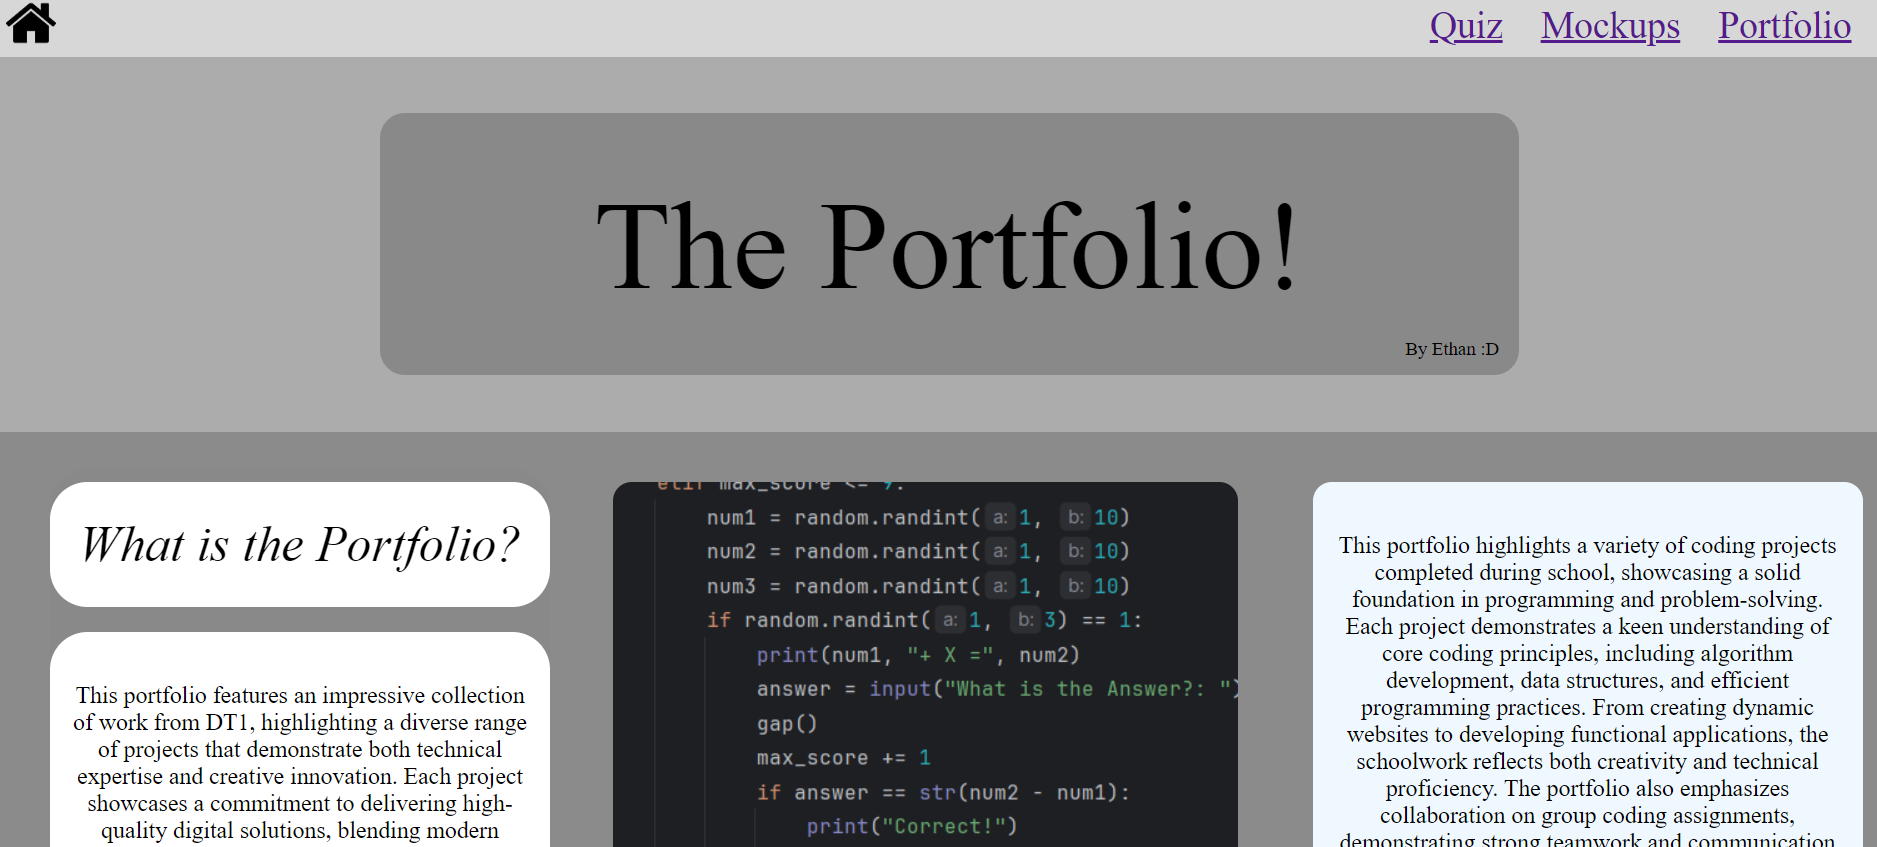 Quiz Mockups Portfolio
The Portfolio!
By Ethan :D
What is the Portfolio?
This portfolio features an impressive collection
of work from DT1, highlighting a diverse range
of projects that demonstrate both technical
expertise and creative innovation. Each project
showcases a commitment to delivering high-
quality digital solutions, blending modern
elif max_score <= 9:
num1 = random.randint( a: 1, b: 10)
num2 = random.randint( a: 1, b: 10)
num3 = random.randint( a: 1, b: 10)
if random.randint( a: 1, b: 3) == 1:
print(num1, "+ X =", num2)
answer = input("What is the Answer?: ")
gap()
max_score += 1
if answer == str(num2 - num1):
print("Correct!")
This portfolio highlights a variety of coding projects
completed during school, showcasing a solid
foundation in programming and problem-solving.
Each project demonstrates a keen understanding of
core coding principles, including algorithm
development, data structures, and efficient
programming practices. From creating dynamic
websites to developing functional applications, the
schoolwork reflects both creativity and technical
proficiency. The portfolio also emphasizes
collaboration on group coding assignments,
demonstrating strong teamwork and communication